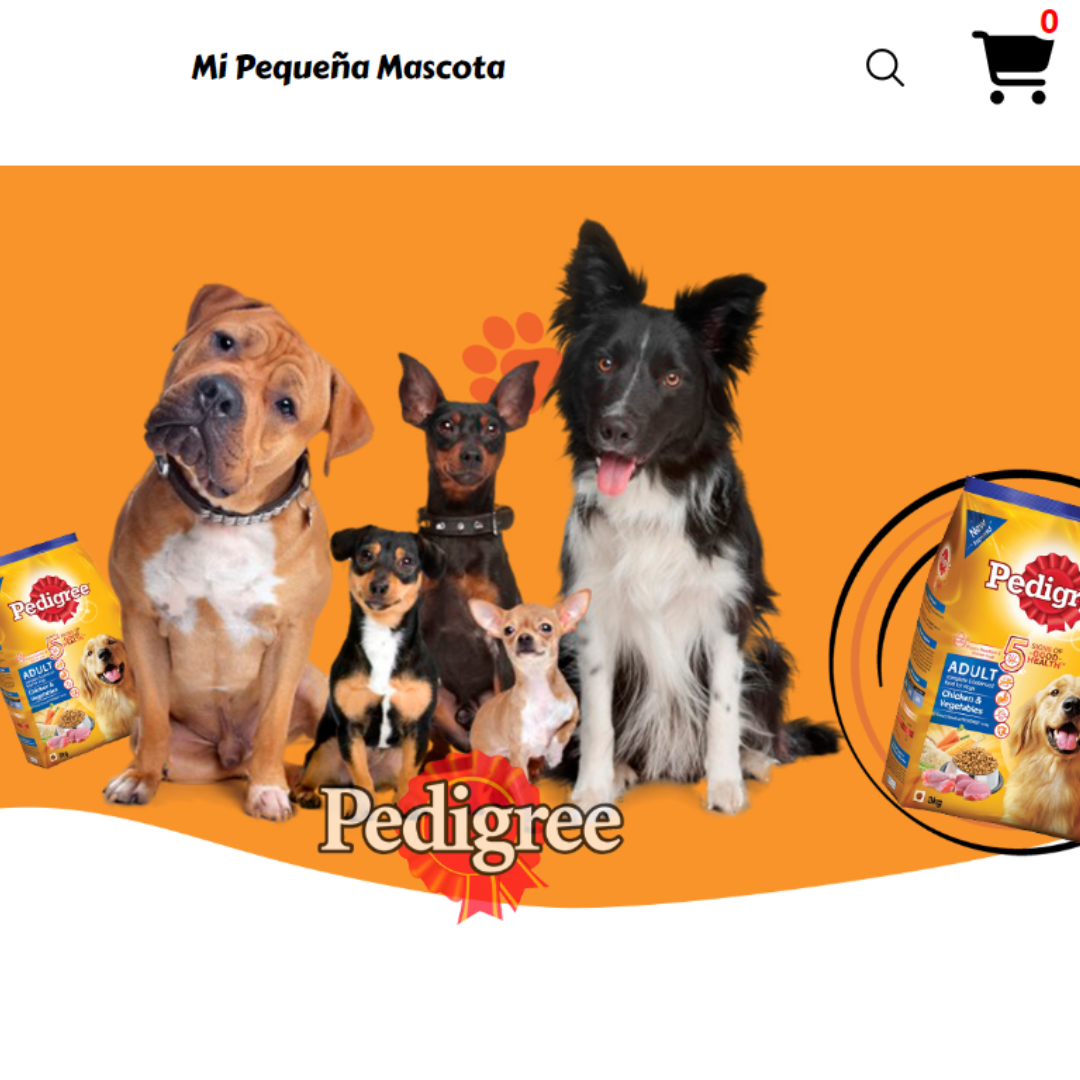 0
Mi Pequeña Mascota
Pedigree
5
ADULT
Chicken &
Vegetables
Pedigree
New
Pedigr
5 SIGNS OF
GOOD
HEALTH
ADULT
Chicken &
Vegetables
3kg